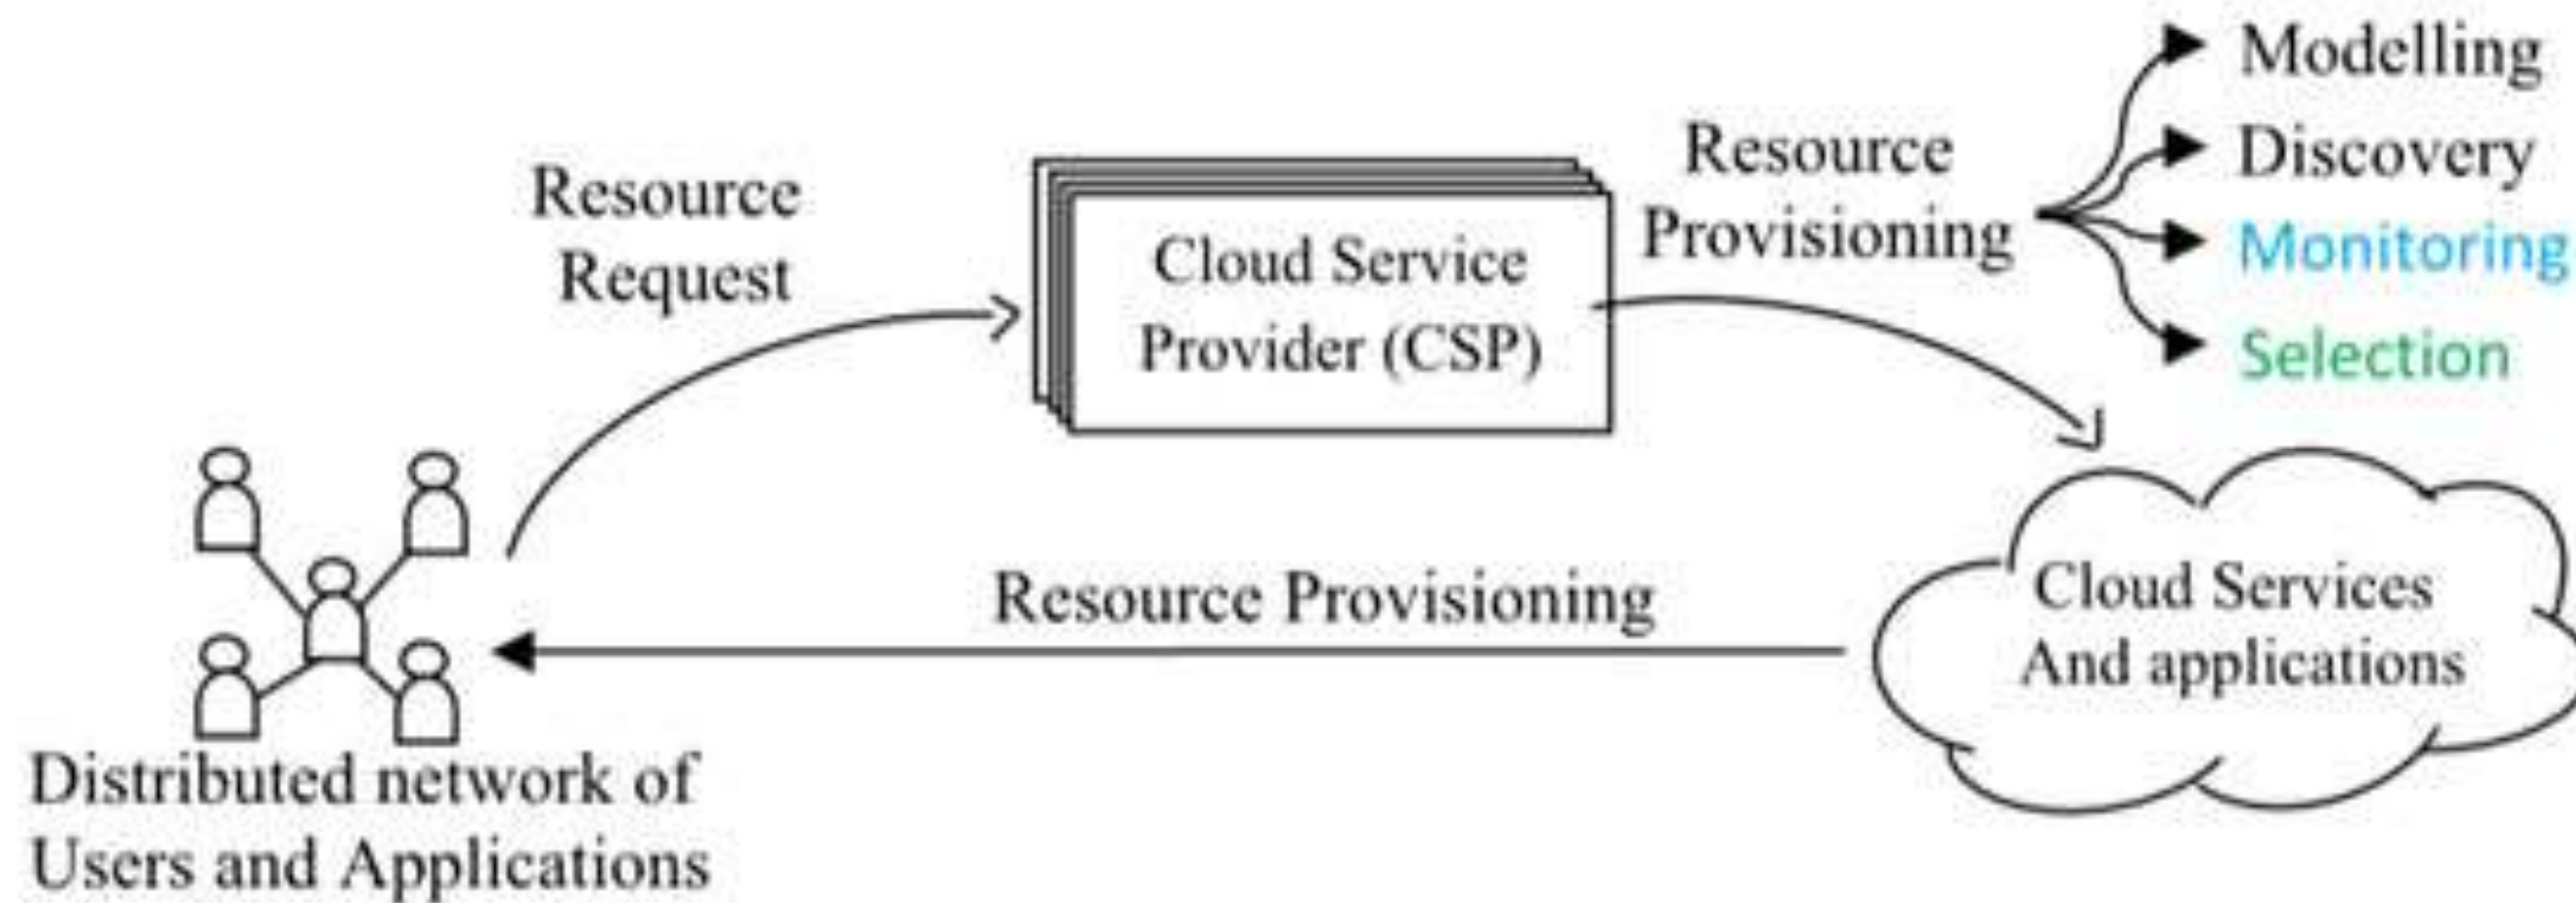 Resource
Request
Cloud Service
Provider (CSP)
Resource
Provisioning
Modelling
Discovery
Monitoring
Selection
Resource Provisioning
Cloud Services
And applications
Distributed network of
Users and Applications